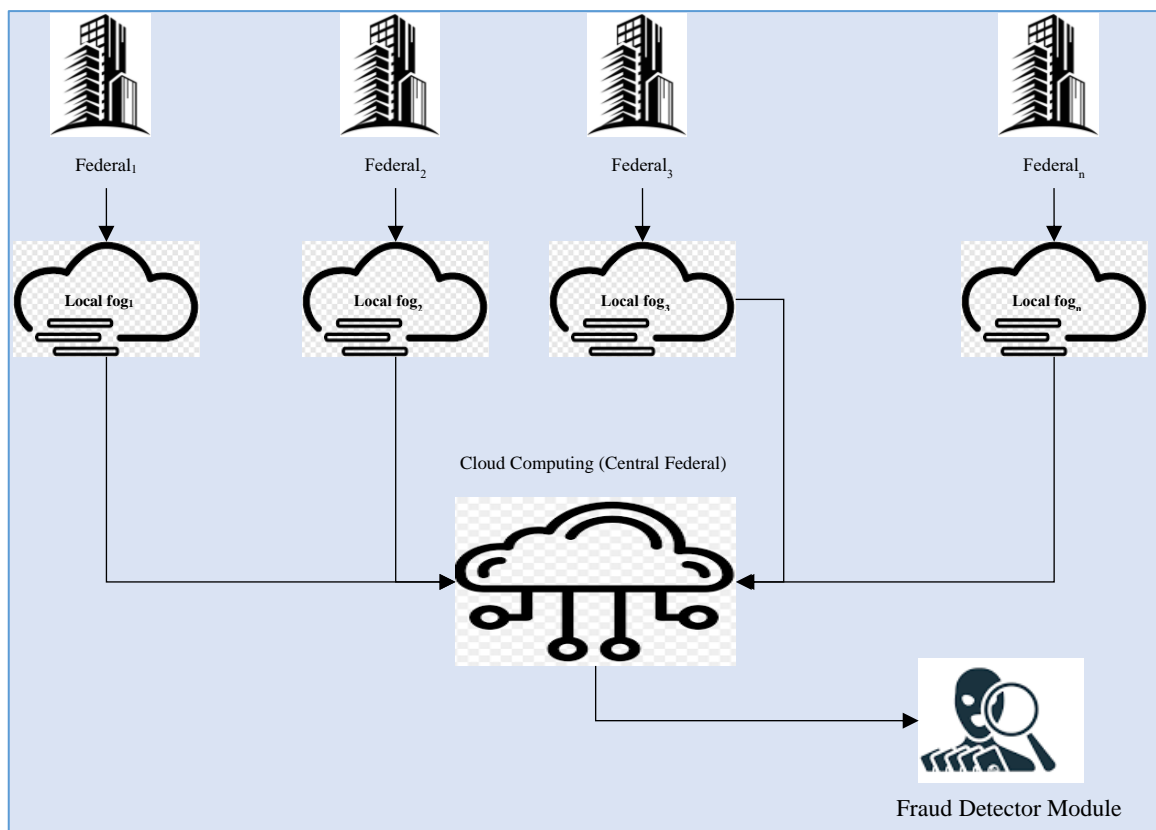 Federal₁
Federal₂
Federal₃
Federalₙ
Local fog₁
Local fog₂
Local fog₃
Local fogₙ
Cloud Computing (Central Federal)
Fraud Detector Module